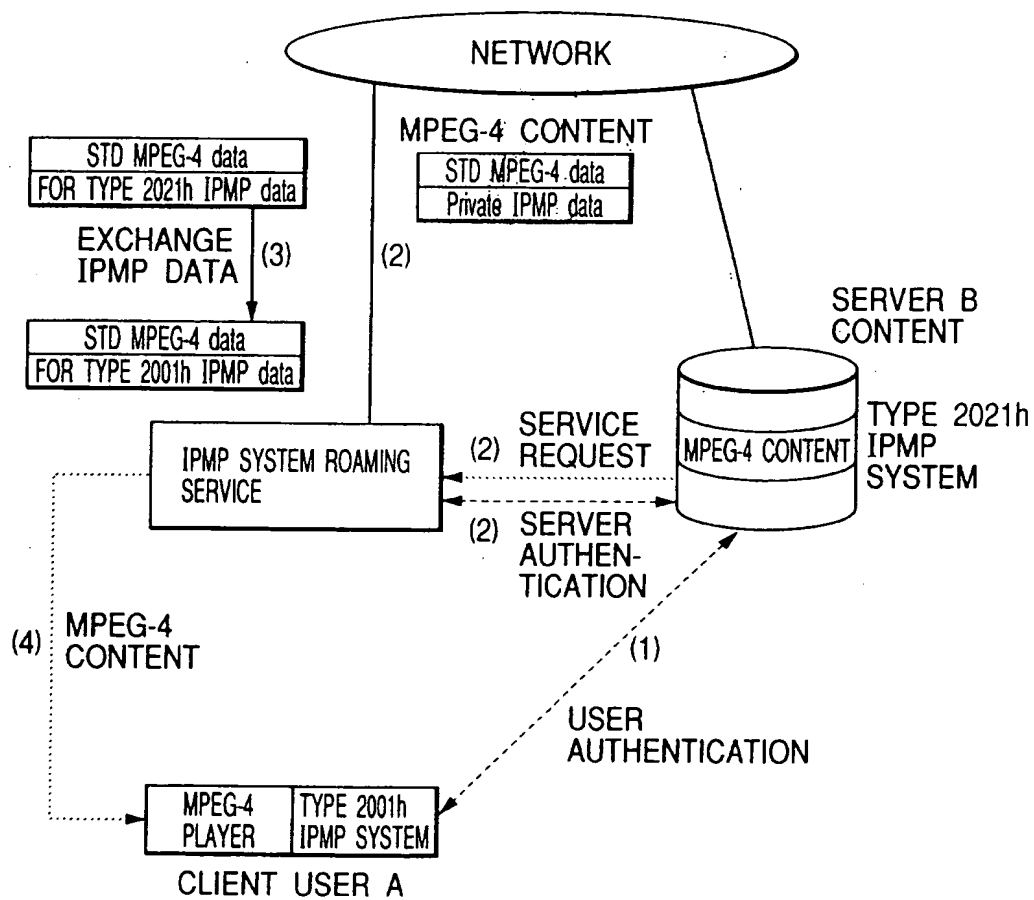 NETWORK
MPEG-4 CONTENT
STD MPEG-4 data
Private IPMP data
STD MPEG-4 data
FOR TYPE 2021h IPMP data
EXCHANGE
IPMP DATA
(3)
(2)
STD MPEG-4 data
FOR TYPE 2001h IPMP data
SERVER B
CONTENT
MPEG-4 CONTENT
TYPE 2021h
IPMP
SYSTEM
IPMP SYSTEM ROAMING
SERVICE
(2)
SERVICE
REQUEST
(2)
SERVER
AUTHEN-
TICATION
(4)
MPEG-4
CONTENT
(1)
USER
AUTHENTICATION
MPEG-4
PLAYER
TYPE 2001h
IPMP SYSTEM
CLIENT USER A